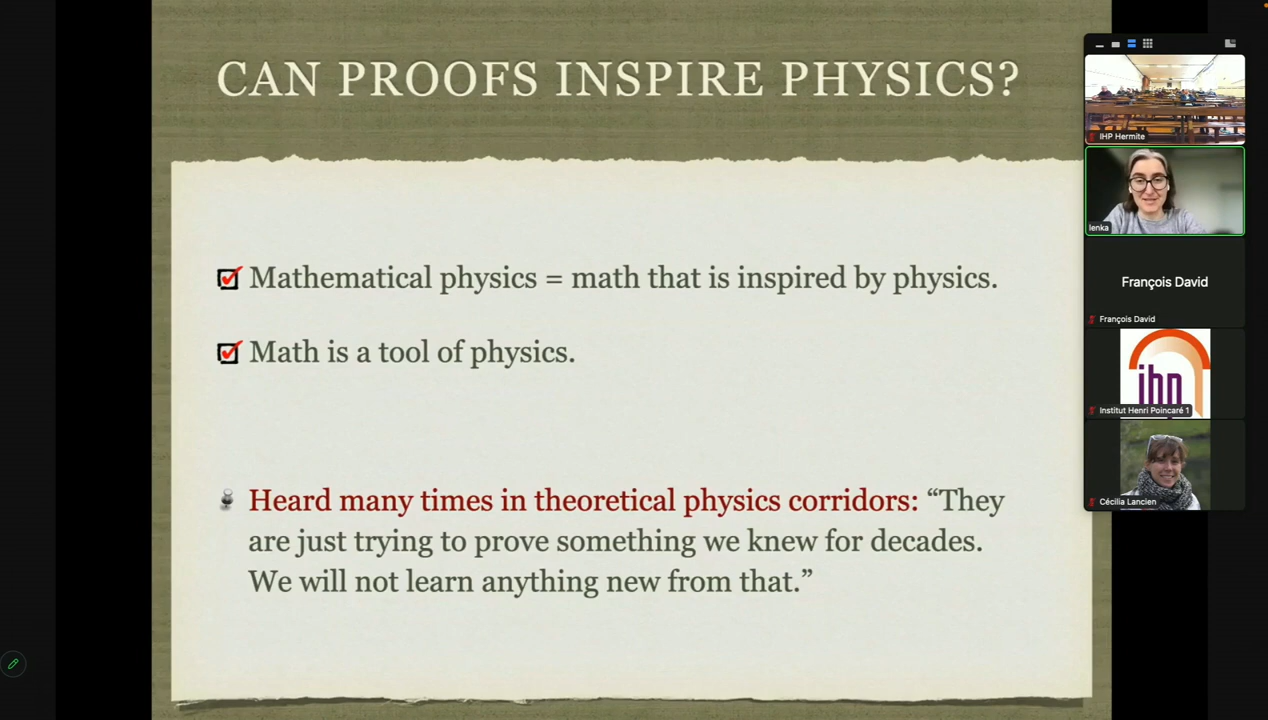 CAN PROOFS INSPIRE PHYSICS?
Mathematical physics = math that is inspired by physics.
Math is a tool of physics.
Heard many times in theoretical physics corridors: “They
are just trying to prove something we knew for decades.
We will not learn anything new from that.”
IHP Hermite
lenka
François David
François David
ihp
Institut Henri Poincaré 1
Cécilia Lancien